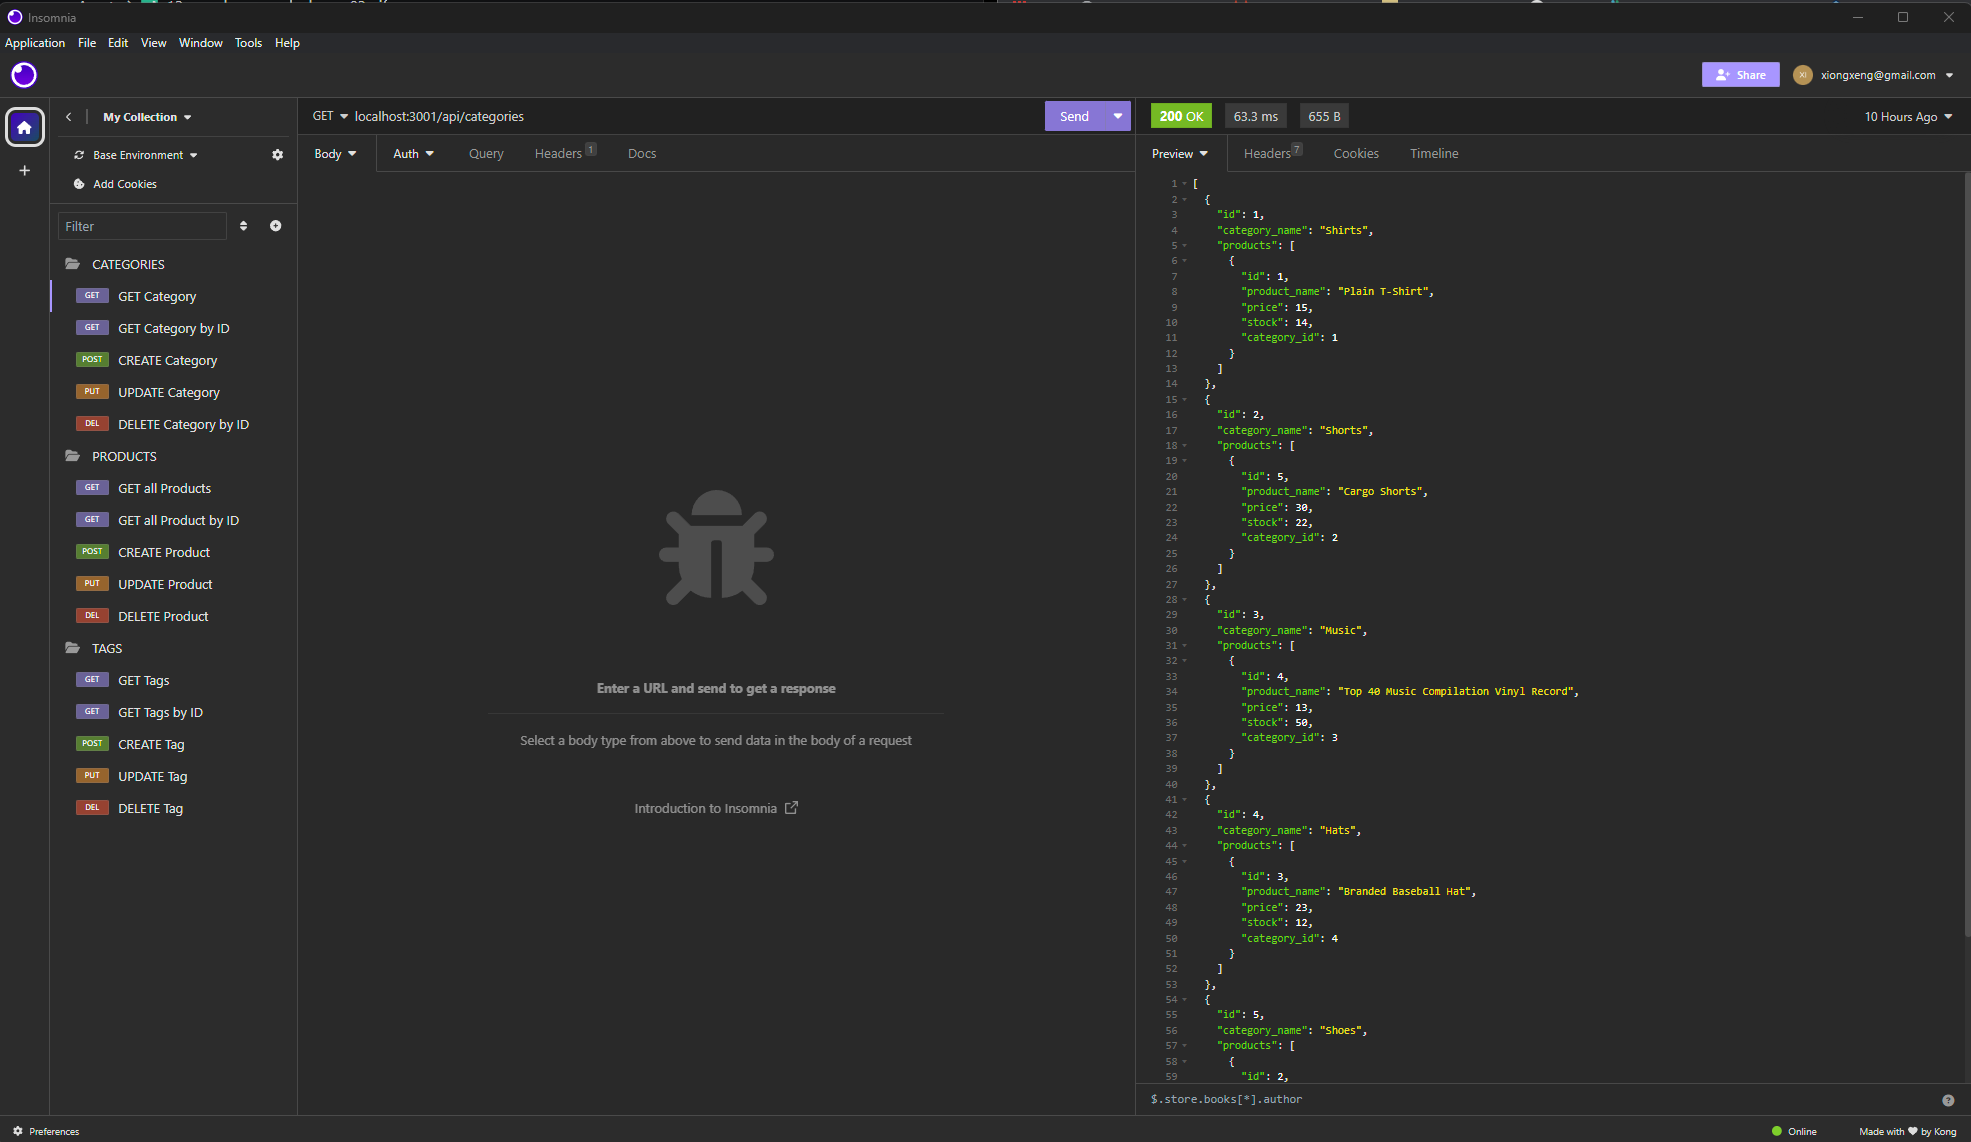 Insomnia
Application File Edit View Window Tools Help
Share
XI
xiongxeng@gmail.com
My Collection
GET localhost:3001/api/categories
Send
200 OK 63.3 ms 655 B
10 Hours Ago
Base Environment
Add Cookies
Body Auth Query Headers 1 Docs
Preview Headers 7 Cookies Timeline
Filter
CATEGORIES
GET GET Category
GET GET Category by ID
POST CREATE Category
PUT UPDATE Category
DEL DELETE Category by ID
PRODUCTS
GET GET all Products
GET GET all Product by ID
POST CREATE Product
PUT UPDATE Product
DEL DELETE Product
TAGS
GET GET Tags
GET GET Tags by ID
POST CREATE Tag
PUT UPDATE Tag
DEL DELETE Tag
Enter a URL and send to get a response
Select a body type from above to send data in the body of a request
Introduction to Insomnia
1 [
2 {
3 "id": 1,
4 "category_name": "Shirts",
5 "products": [
6 {
7 "id": 1,
8 "product_name": "Plain T-Shirt",
9 "price": 15,
10 "stock": 14,
11 "category_id": 1
12 }
13 ]
14 },
15 {
16 "id": 2,
17 "category_name": "Shorts",
18 "products": [
19 {
20 "id": 5,
21 "product_name": "Cargo Shorts",
22 "price": 30,
23 "stock": 22,
24 "category_id": 2
25 }
26 ]
27 },
28 {
29 "id": 3,
30 "category_name": "Music",
31 "products": [
32 {
33 "id": 4,
34 "product_name": "Top 40 Music Compilation Vinyl Record",
35 "price": 13,
36 "stock": 50,
37 "category_id": 3
38 }
39 ]
40 },
41 {
42 "id": 4,
43 "category_name": "Hats",
44 "products": [
45 {
46 "id": 3,
47 "product_name": "Branded Baseball Hat",
48 "price": 23,
49 "stock": 12,
50 "category_id": 4
51 }
52 ]
53 },
54 {
55 "id": 5,
56 "category_name": "Shoes",
57 "products": [
58 {
59 "id": 2,
$.store.books[*].author
Preferences
Online
Made with ♥ by Kong